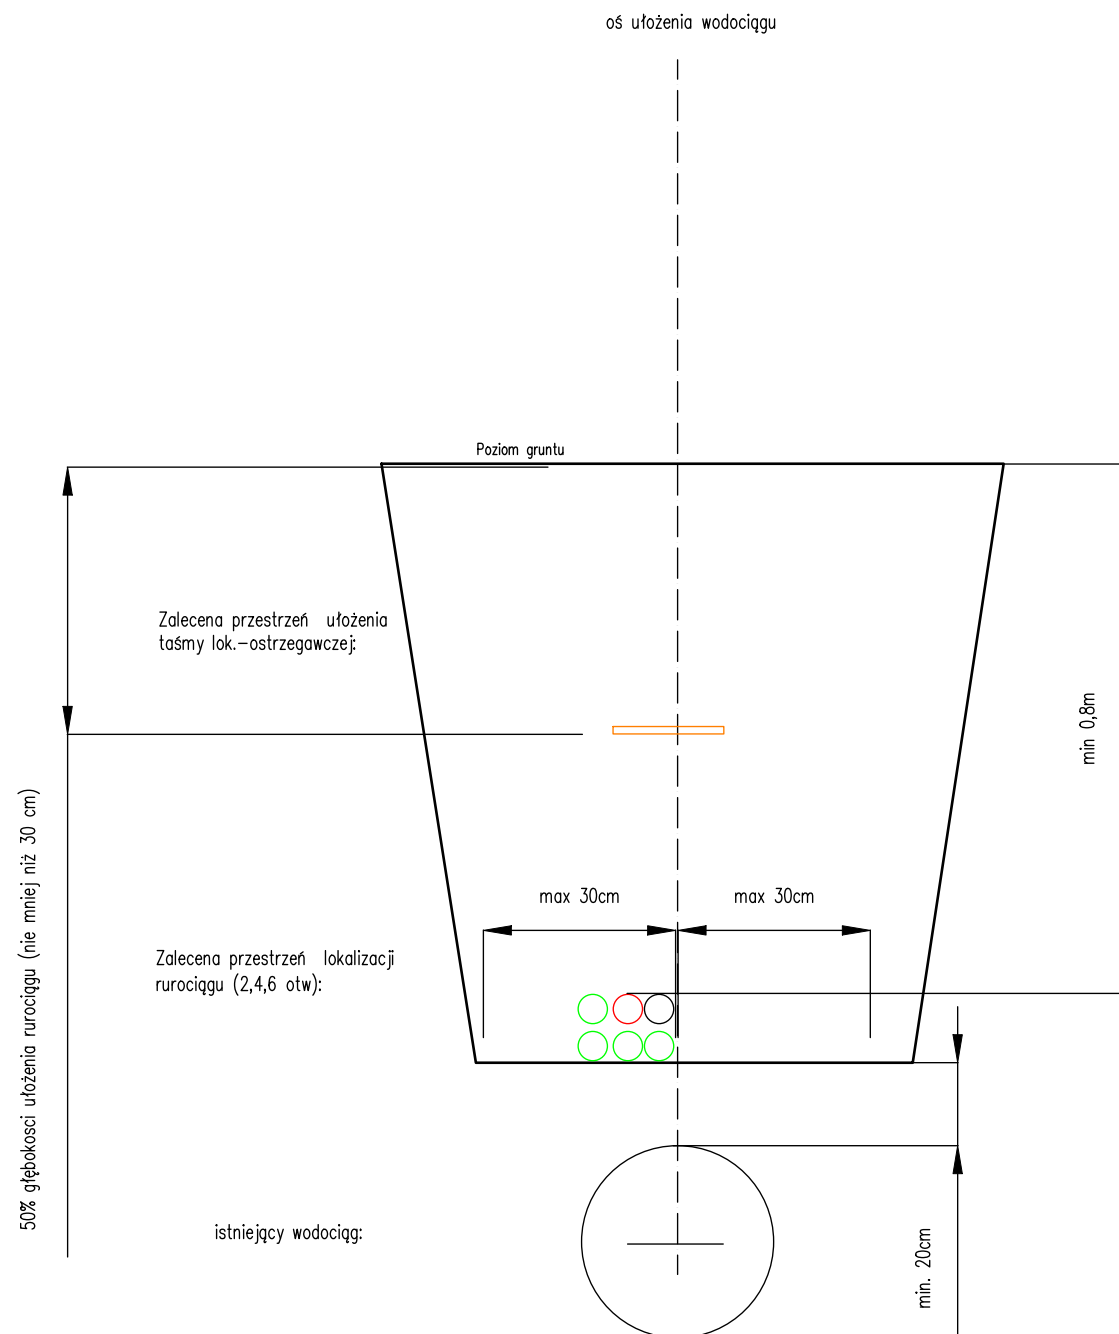 oś ułożenia wodociągu
Poziom gruntu
Zalecena przestrzeń ułożenia
taśmy lok.-ostrzegawczej:
min 0,8m
50% głębokosci ułożenia rurociągu (nie mniej niż 30 cm)
max 30cm
max 30cm
Zalecena przestrzeń lokalizacji
rurociągu (2,4,6 otw):
istniejący wodociąg:
min. 20cm